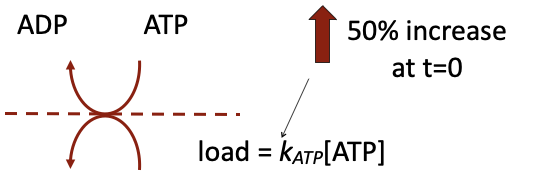 ADP ATP
50% increase
at t=0
load = kATP[ATP]